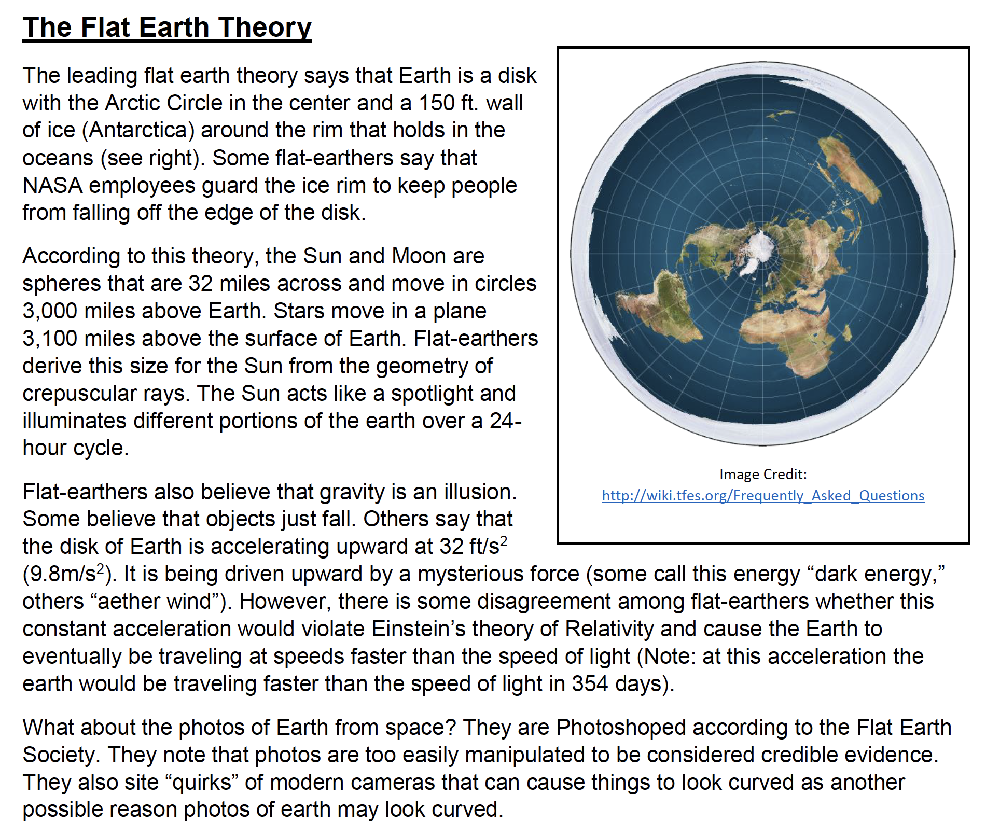 The Flat Earth Theory
The leading flat earth theory says that Earth is a disk
with the Arctic Circle in the center and a 150 ft. wall
of ice (Antarctica) around the rim that holds in the
oceans (see right). Some flat-earthers say that
NASA employees guard the ice rim to keep people
from falling off the edge of the disk.
According to this theory, the Sun and Moon are
spheres that are 32 miles across and move in circles
3,000 miles above Earth. Stars move in a plane
3,100 miles above the surface of Earth. Flat-earthers
derive this size for the Sun from the geometry of
crepuscular rays. The Sun acts like a spotlight and
illuminates different portions of the earth over a 24-
hour cycle.
Flat-earthers also believe that gravity is an illusion.
Some believe that objects just fall. Others say that
the disk of Earth is accelerating upward at 32 ft/s²
(9.8m/s²). It is being driven upward by a mysterious force (some call this energy “dark energy,”
others “aether wind”). However, there is some disagreement among flat-earthers whether this
constant acceleration would violate Einstein’s theory of Relativity and cause the Earth to
eventually be traveling at speeds faster than the speed of light (Note: at this acceleration the
earth would be traveling faster than the speed of light in 354 days).
What about the photos of Earth from space? They are Photoshoped according to the Flat Earth
Society. They note that photos are too easily manipulated to be considered credible evidence.
They also site “quirks” of modern cameras that can cause things to look curved as another
possible reason photos of earth may look curved.
Image Credit:
http://wiki.tfes.org/Frequently_Asked_Questions